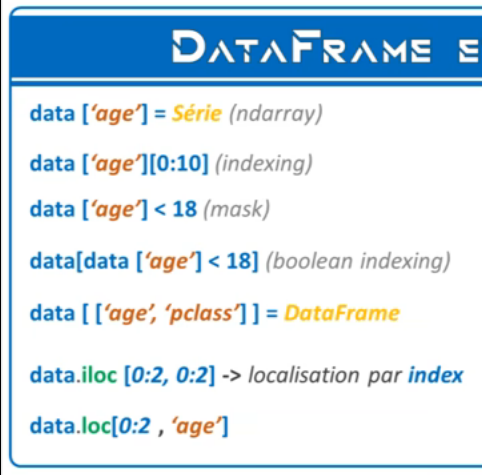 DATAFRAME E
data [‘age’] = Série (ndarray)
data [‘age’][0:10] (indexing)
data [‘age’] < 18 (mask)
data[data [‘age’] < 18] (boolean indexing)
data [ [‘age’, ‘pclass’] ] = DataFrame
data.iloc [0:2, 0:2] -> localisation par index
data.loc[0:2 , ‘age’]